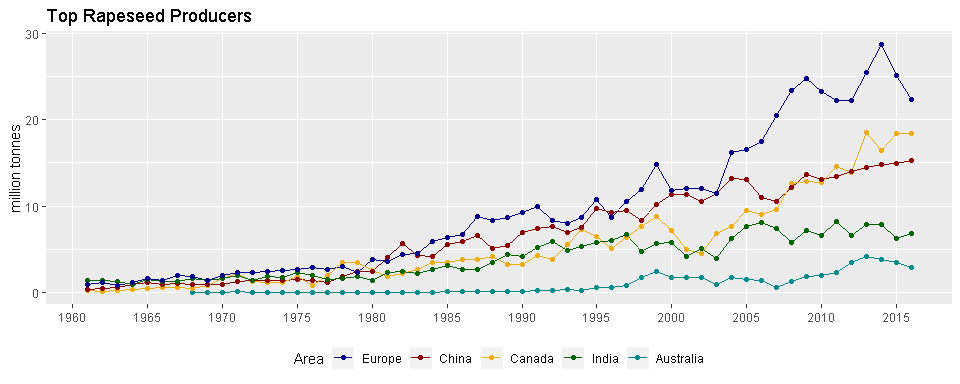 Top Rapeseed Producers
30
20
10
0
million tonnes
1960 1965 1970 1975 1980 1985 1990 1995 2000 2005 2010 2015
Area Europe China Canada India Australia